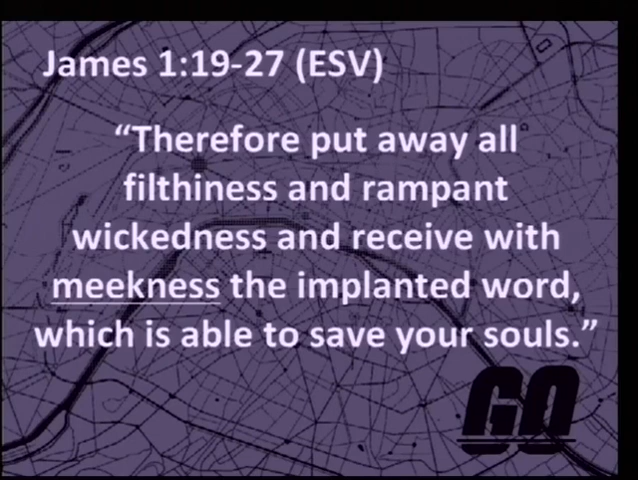 James 1:19-27 (ESV)
“Therefore put away all
filthiness and rampant
wickedness and receive with
meekness the implanted word,
which is able to save your souls.”
GO